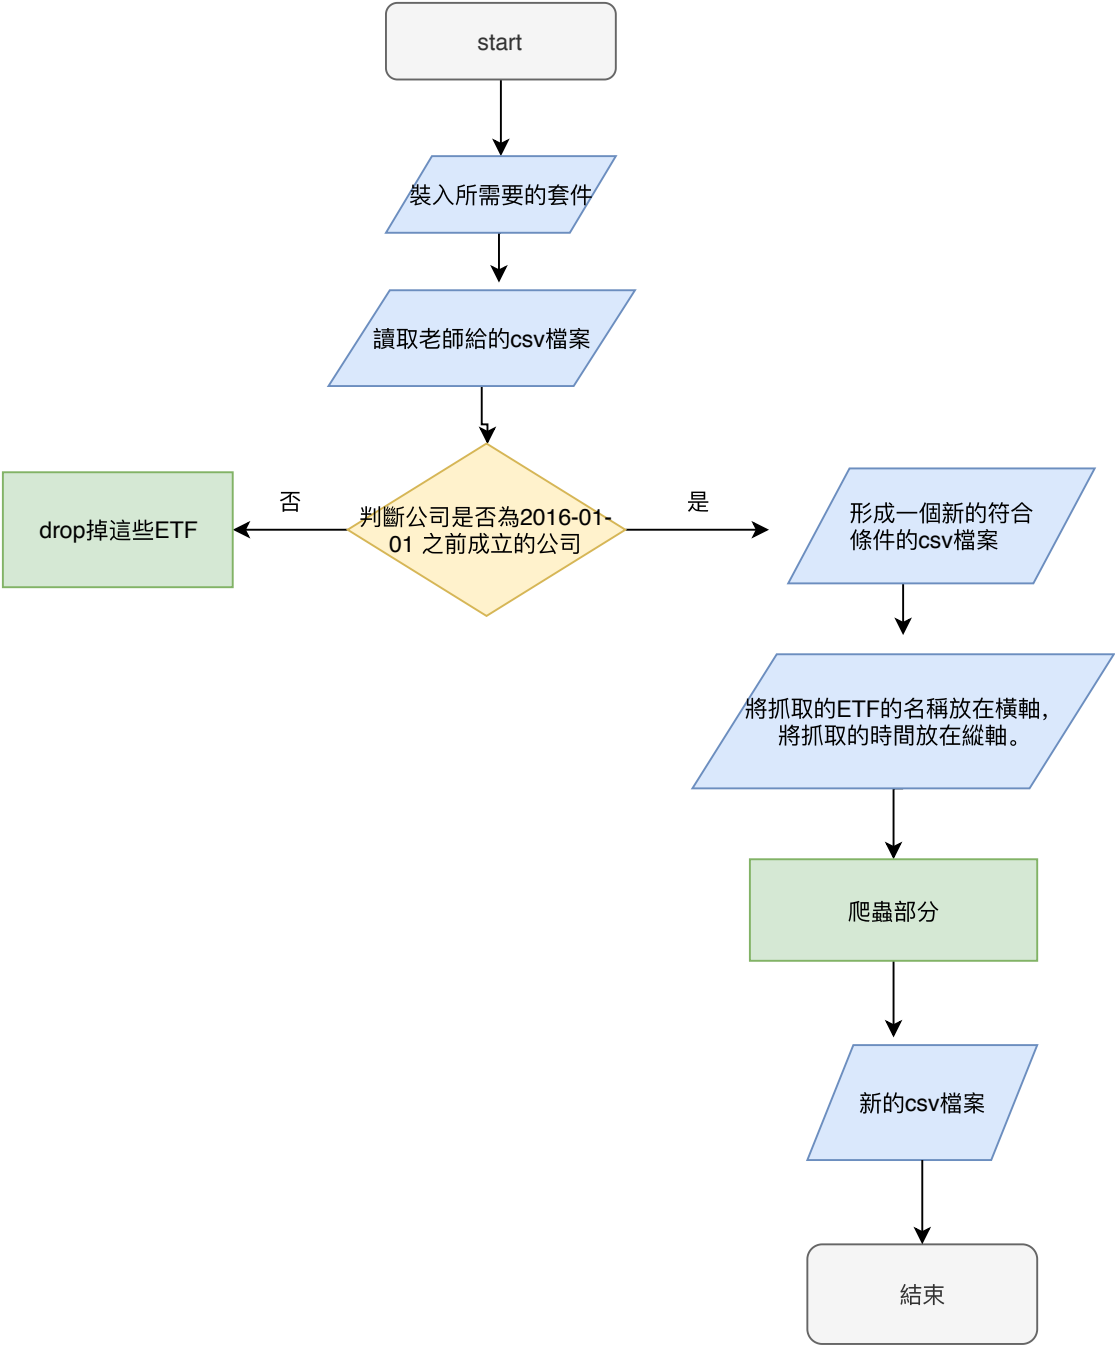 start
裝入所需要的套件
讀取老師給的csv檔案
否
是
drop掉這些ETF
判斷公司是否為2016-01-
01 之前成立的公司
形成一個新的符合
條件的csv檔案
將抓取的ETF的名稱放在橫軸，
將抓取的時間放在縱軸。
爬蟲部分
新的csv檔案
結束